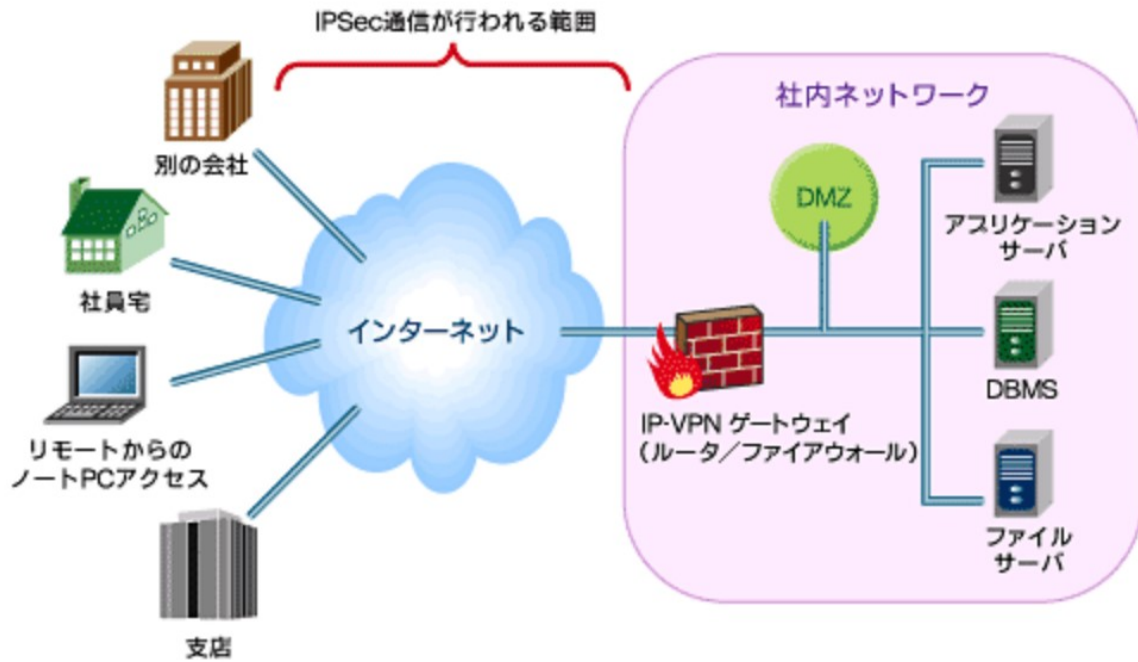 IPSec通信が行われる範囲
別の会社
社員宅
リモートからの
ノートPCアクセス
支店
インターネット
社内ネットワーク
DMZ
IP-VPN ゲートウェイ
（ルータ／ファイアウォール）
アプリケーション
サーバ
DBMS
ファイル
サーバ